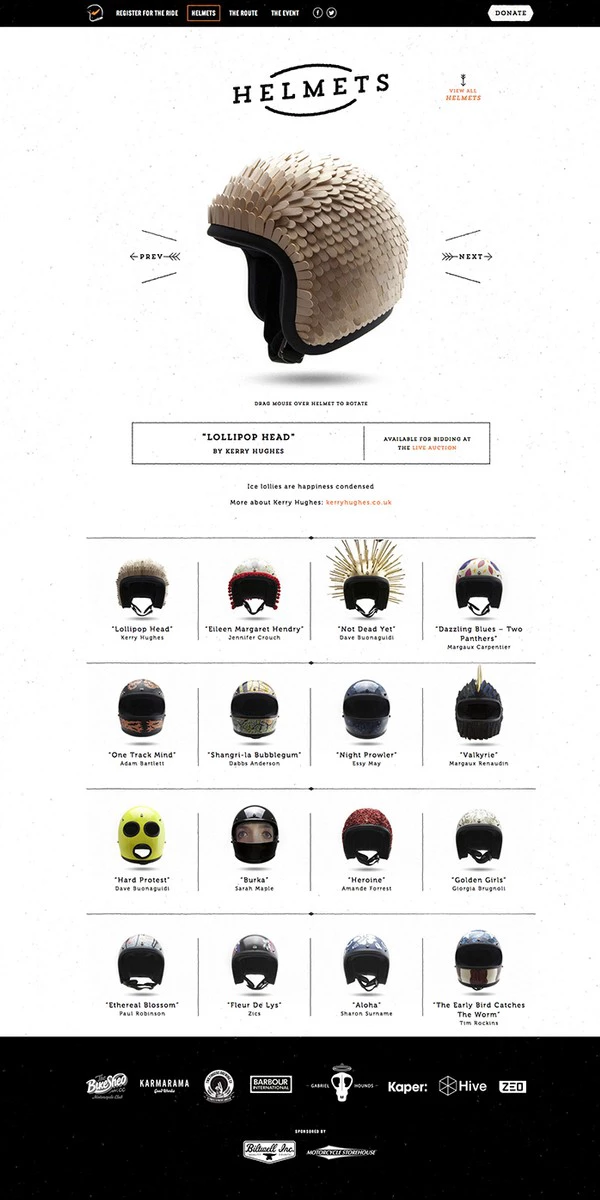 REGISTER FOR THE RIDE
HELMETS
THE ROUTE
THE EVENT
DONATE
HELMETS
VIEW ALL
HELMETS
PREV
NEXT
DRAG MOUSE OVER HELMET TO ROTATE
"LOLLIPOP HEAD"
BY KERRY HUGHES
AVAILABLE FOR BIDDING AT
THE LIVE AUCTION
Ice lollies are happiness condensed
More about Kerry Hughes: kerryhughes.co.uk
"Lollipop Head"
Kerry Hughes
"Eileen Margaret Hendry"
Jennifer Crouch
"Not Dead Yet"
Dave Buonaguidi
"Dazzling Blues – Two
Panthers"
Margaux Carpentier
"One Track Mind"
Adam Bartlett
"Shangri-la Bubblegum"
Dabbs Anderson
"Night Prowler"
Essy May
"Valkyrie"
Margaux Renaudin
"Hard Protest"
Dave Buonaguidi
"Burka"
Sarah Maple
"Heroine"
Amande Forrest
"Golden Girls"
Giorgia Brugnoli
"Ethereal Blossom"
Paul Robinson
"Fleur De Lys"
Zics
"Aloha"
Sharon Surname
"The Early Bird Catches
The Worm"
Tim Rockins
The
BikeShed
Motorcycle Club
KARMARAMA
Good Works
BARBOUR
INTERNATIONAL
GABRIEL
HOUNDS
Kaper:
Hive
ZEO
SPONSORED BY
Biltwell Inc.
MOTORCYCLE STOREHOUSE